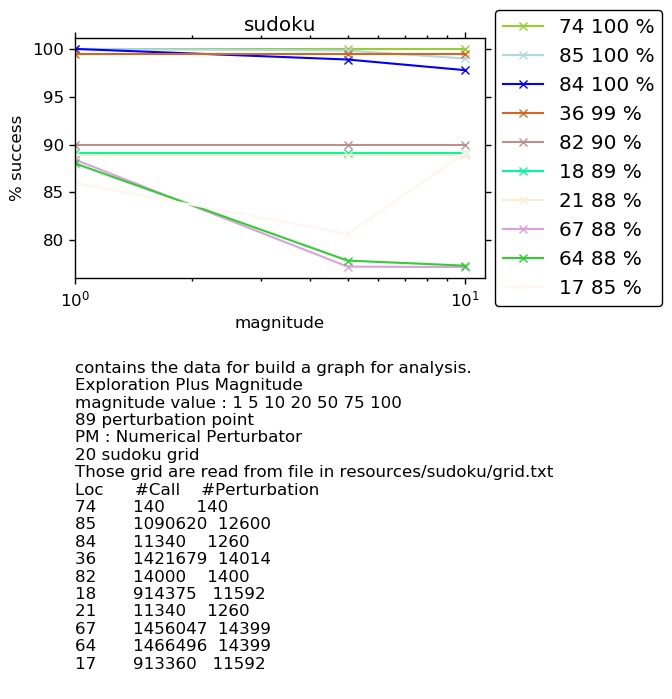 sudoku
100
95
90
85
80
% success
10^0
10^1
magnitude
74 100 %
85 100 %
84 100 %
36 99 %
82 90 %
18 89 %
21 88 %
67 88 %
64 88 %
17 85 %
contains the data for build a graph for analysis.
Exploration Plus Magnitude
magnitude value : 1 5 10 20 50 75 100
89 perturbation point
PM : Numerical Perturbator
20 sudoku grid
Those grid are read from file in resources/sudoku/grid.txt
Loc #Call #Perturbation
74 140 140
85 1090620 12600
84 11340 1260
36 1421679 14014
82 14000 1400
18 914375 11592
21 11340 1260
67 1456047 14399
64 1466496 14399
17 913360 11592